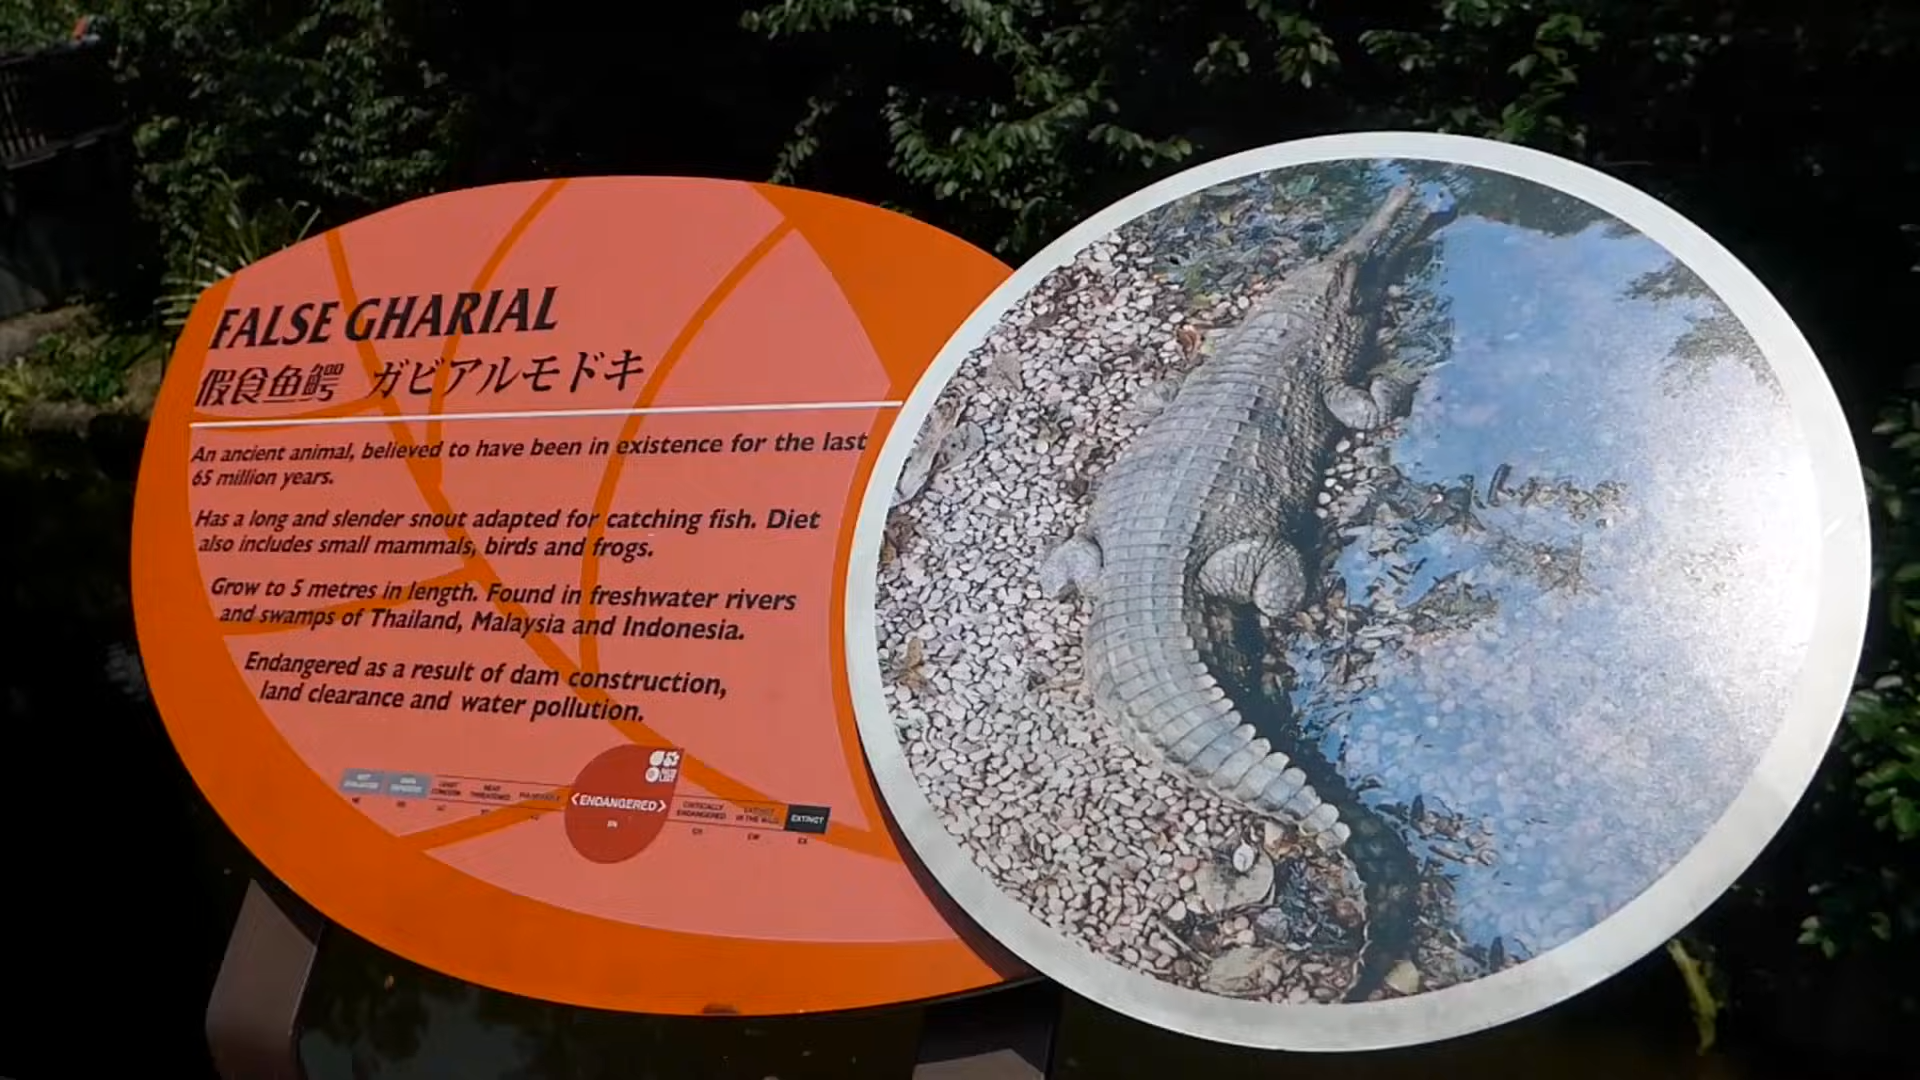 FALSE GHARIAL
假食鱼鳄 ガビアルモドキ
An ancient animal, believed to have been in existence for the last
65 million years.
Has a long and slender snout adapted for catching fish. Diet
also includes small mammals, birds and frogs.
Grow to 5 metres in length. Found in freshwater rivers
and swamps of Thailand, Malaysia and Indonesia.
Endangered as a result of dam construction,
land clearance and water pollution.
NOT EVALUATED
NE
DATA DEFICIENT
DD
LEAST CONCERN
LC
NEAR THREATENED
NT
VULNERABLE
<ENDANGERED>
EN
CRITICALLY ENDANGERED
CR
EXTINCT IN THE WILD
EW
EXTINCT
EX